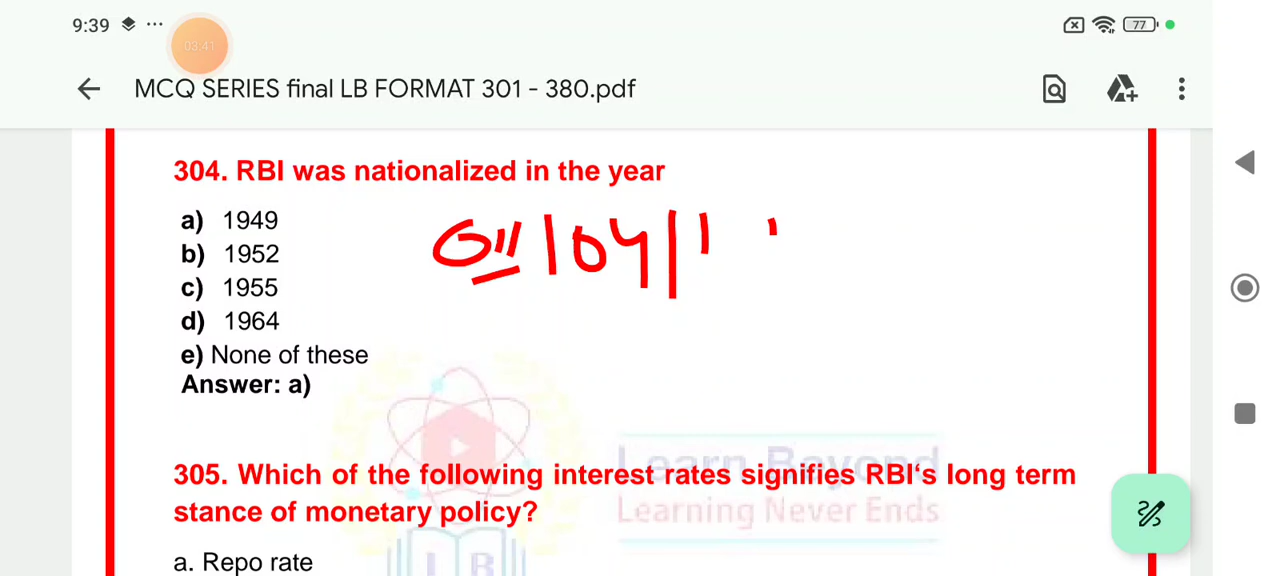 9:39 ...
03:41
77
MCQ SERIES final LB FORMAT 301 - 380.pdf
304. RBI was nationalized in the year
a) 1949
b) 1952
c) 1955
d) 1964
e) None of these
Answer: a)
Learn Beyond
Learning Never Ends
305. Which of the following interest rates signifies RBI‘s long term
stance of monetary policy?
a. Repo rate
L B